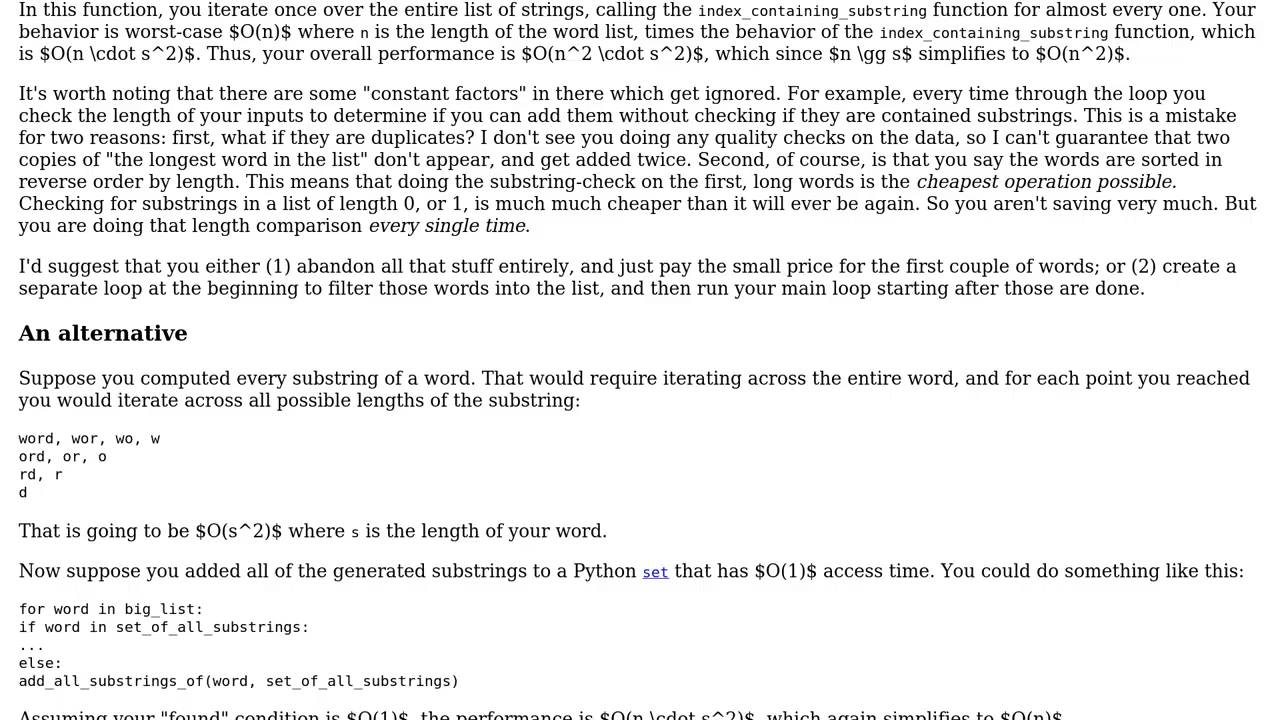 In this function, you iterate once over the entire list of strings, calling the index_containing_substring function for almost every one. Your
behavior is worst-case $O(n)$ where n is the length of the word list, times the behavior of the index_containing_substring function, which
is $O(n \cdot s^2)$. Thus, your overall performance is $O(n^2 \cdot s^2)$, which since $n \gg s$ simplifies to $O(n^2)$.
It's worth noting that there are some "constant factors" in there which get ignored. For example, every time through the loop you
check the length of your inputs to determine if you can add them without checking if they are contained substrings. This is a mistake
for two reasons: first, what if they are duplicates? I don't see you doing any quality checks on the data, so I can't guarantee that two
copies of "the longest word in the list" don't appear, and get added twice. Second, of course, is that you say the words are sorted in
reverse order by length. This means that doing the substring-check on the first, long words is the cheapest operation possible.
Checking for substrings in a list of length 0, or 1, is much much cheaper than it will ever be again. So you aren't saving very much. But
you are doing that length comparison every single time.
I'd suggest that you either (1) abandon all that stuff entirely, and just pay the small price for the first couple of words; or (2) create a
separate loop at the beginning to filter those words into the list, and then run your main loop starting after those are done.
An alternative
Suppose you computed every substring of a word. That would require iterating across the entire word, and for each point you reached
you would iterate across all possible lengths of the substring:
word, wor, wo, w
ord, or, o
rd, r
d
That is going to be $O(s^2)$ where s is the length of your word.
Now suppose you added all of the generated substrings to a Python set that has $O(1)$ access time. You could do something like this:
for word in big_list:
if word in set_of_all_substrings:
...
else:
add_all_substrings_of(word, set_of_all_substrings)
Assuming your "found" condition is $O(1)$, the performance is $O(n \cdot s^2)$, which again simplifies to $O(n)$.